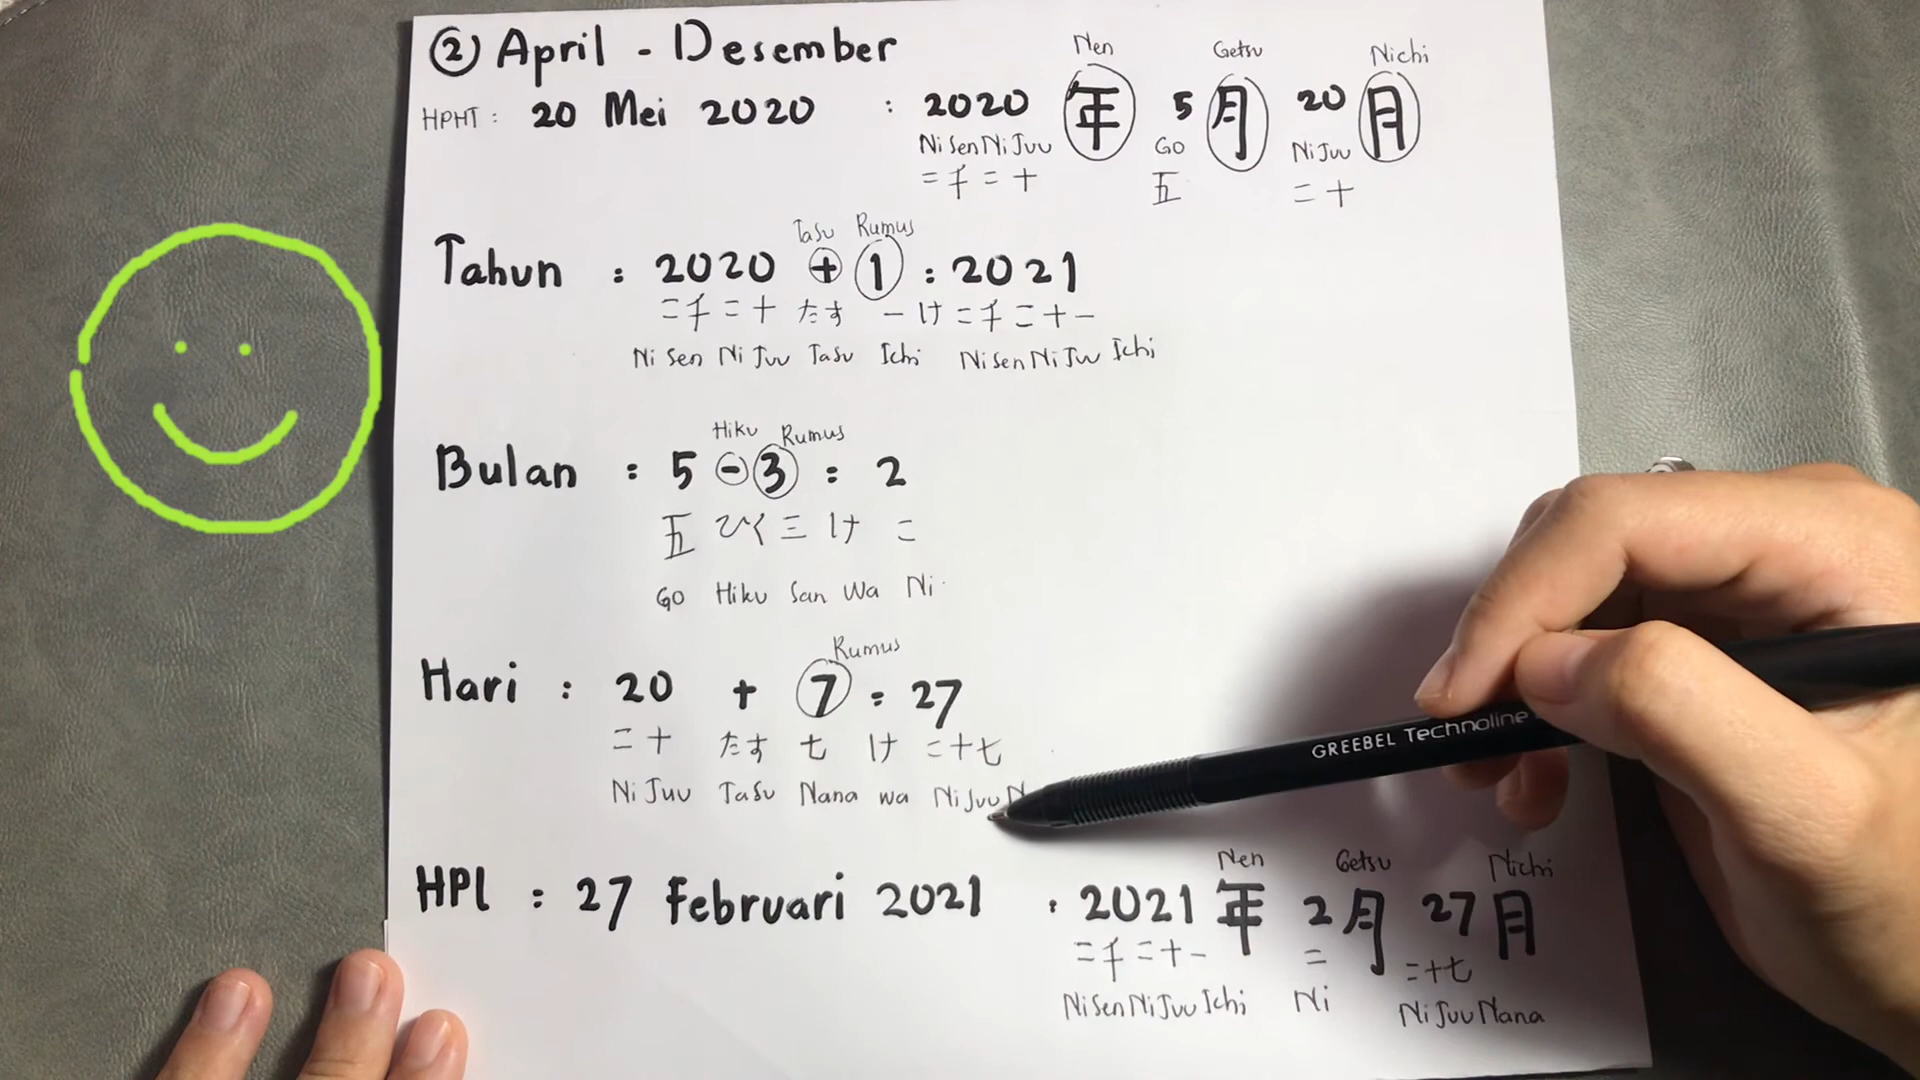 ② April - Desember
Nen Getsu Nichi
HPHT : 20 Mei 2020 : 2020 年 5 月 20 月
Ni Sen Ni Juu Go Ni Juu
二千二十 五 二十
Tasu Rumus
Tahun : 2020 + 1 : 2021
二千二十 たす 一 け 二千二十一
Ni Sen Ni Juu Tasu Ichi Ni Sen Ni Juu Ichi
Hiku Rumus
Bulan : 5 - 3 : 2
五 ひく 三 け 二
Go Hiku San Wa Ni
Rumus
Hari : 20 + 7 = 27
二十 たす 七 け 二十七
Ni Juu Tasu Nana wa Ni Juu N
Nen Getsu Nichi
HPL : 27 Februari 2021 : 2021 年 2 月 27 月
二千二十一 二 二十七
Ni Sen Ni Juu Ichi Ni Ni Juu Nana
GREEBEL Technoline